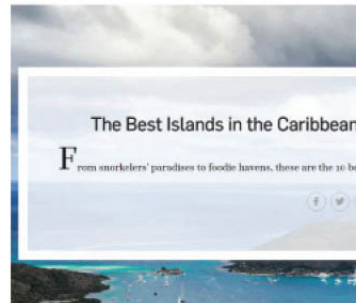 The Best Islands in the Caribbean
From snorkelers' paradises to foodie havens, these are the 10